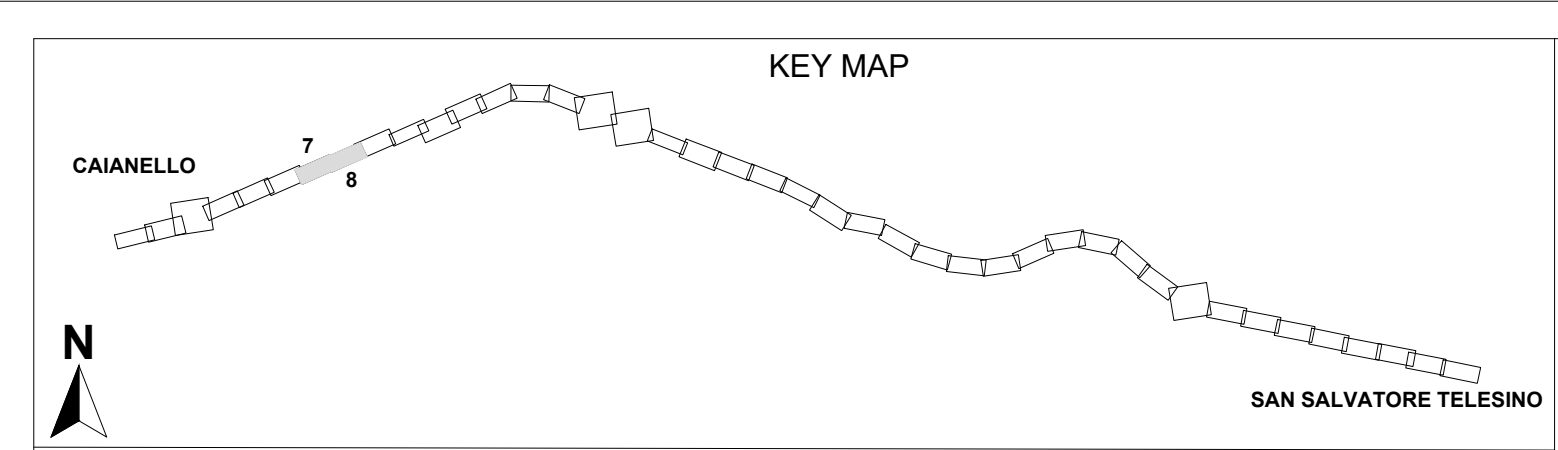 KEY MAP
7
CAIANELLO
8
N
SAN SALVATORE TELESINO